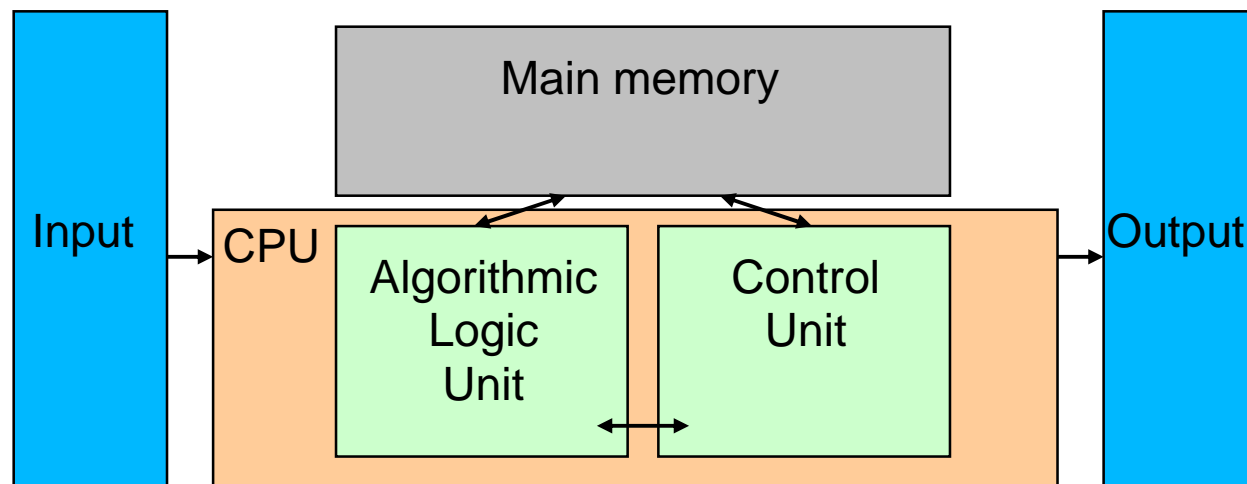 Main memory
Input
CPU
Algorithmic
Logic
Unit
Control
Unit
Output